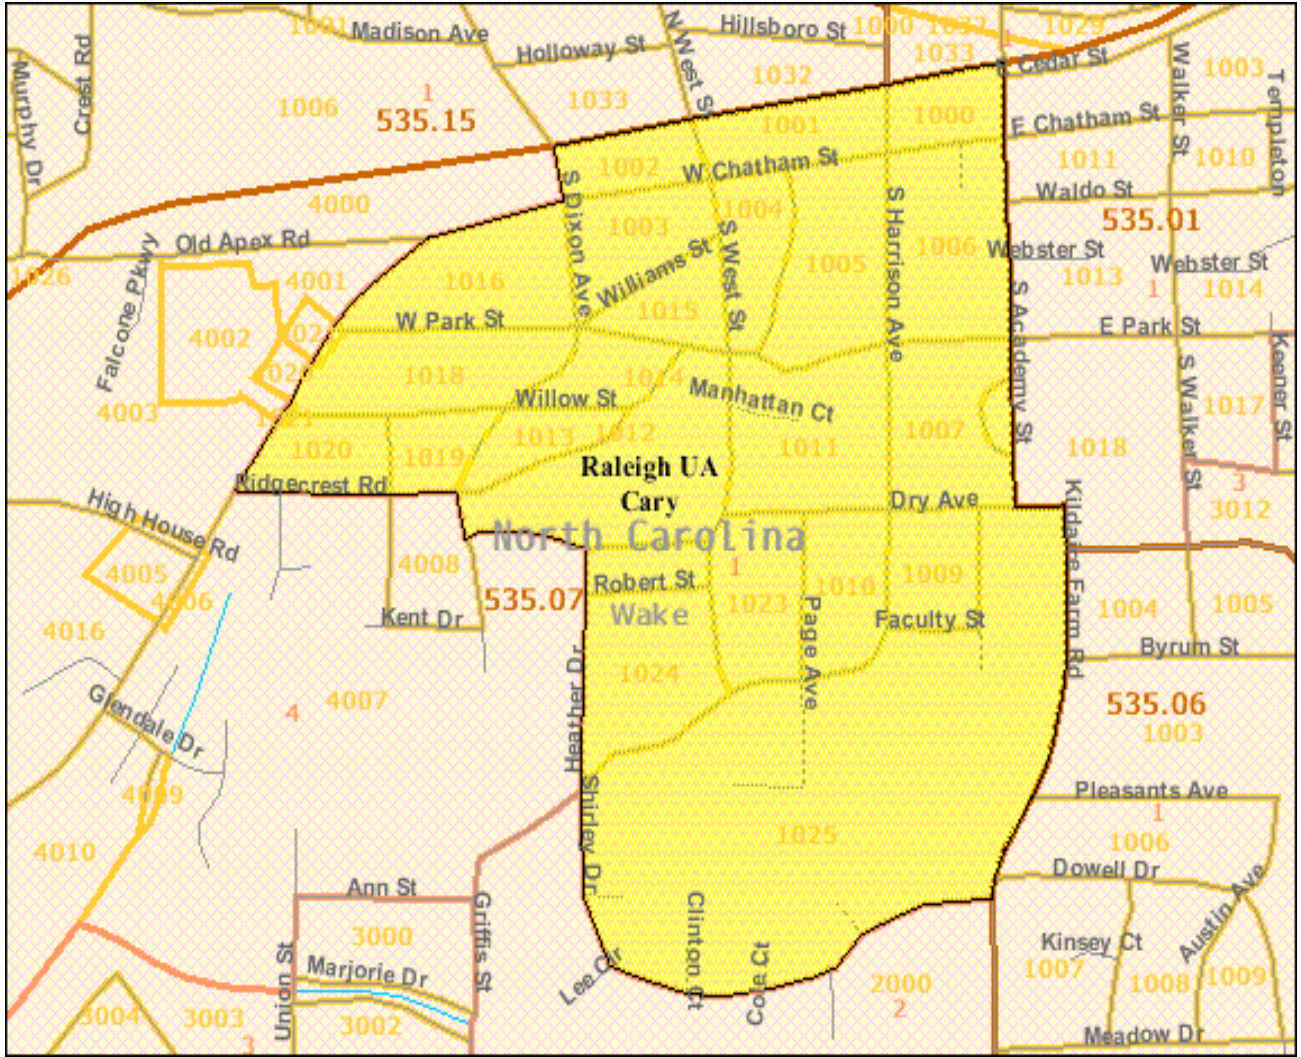 1001
Madison Ave
Holloway St
N West St
Hillsboro St
1000
1032
1029
1
1033
E Cedar St
Murphy Dr
Crest Rd
1006
1
535.15
1033
1032
1001
1000
E Chatham St
Walker St
1003
Templeton
1002
W Chatham St
1011
1010
Waldo St
4000
S Dixon Ave
1003
1004
S West St
S Harrison Ave
535.01
Old Apex Rd
1026
Falcone Pkwy
4001
1016
Williams St
1005
1006
Webster St
1013
Webster St
1
1014
1015
S Academy St
4002
W Park St
E Park St
Keener St
1018
1014
Manhattan Ct
S Walker St
4003
Willow St
1013
1012
1011
1007
1018
1017
1020
1019
Raleigh UA
Cary
Ridgecrest Rd
3
3012
High House Rd
Dry Ave
Kildaire Farm Rd
North Carolina
4005
4006
4008
535.07
Robert St
1
1023
1010
1009
1004
1005
Wake
Page Ave
Faculty St
Kent Dr
4016
Byrum St
Heather Dr
1024
4007
4
535.06
1003
Glendale Dr
4009
Shirley Dr
Pleasants Ave
1
1006
4010
1025
Dowell Dr
Ann St
Griffis St
Clinton Ct
Cole Ct
Austin Ave
3000
Union St
Marjorie Dr
Lee Ctr
2000
2
Kinsey Ct
1007
1008
1009
3004
3003
3
3002
Meadow Dr